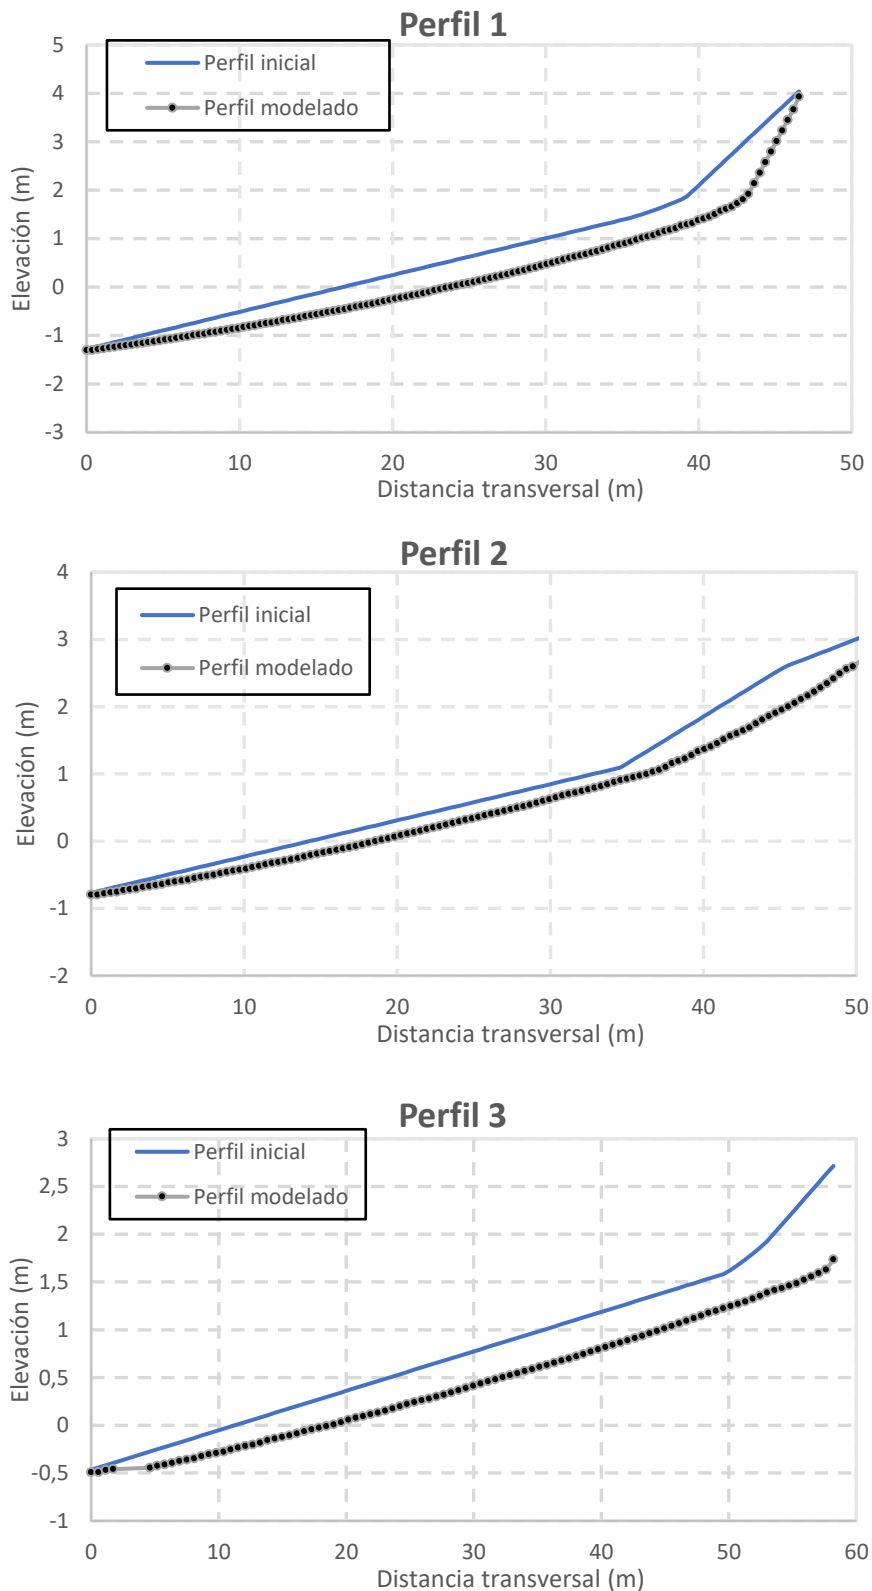 Perfil 1
5
4
3
2
1
0
-1
-2
-3
Elevación (m)
Perfil inicial
Perfil modelado
0 10 20 30 40 50
Distancia transversal (m)
Perfil 2
4
3
2
1
0
-1
-2
Elevación (m)
Perfil inicial
Perfil modelado
0 10 20 30 40 50
Distancia transversal (m)
Perfil 3
3
2,5
2
1,5
1
0,5
0
-0,5
-1
Elevación (m)
Perfil inicial
Perfil modelado
0 10 20 30 40 50 60
Distancia transversal (m)